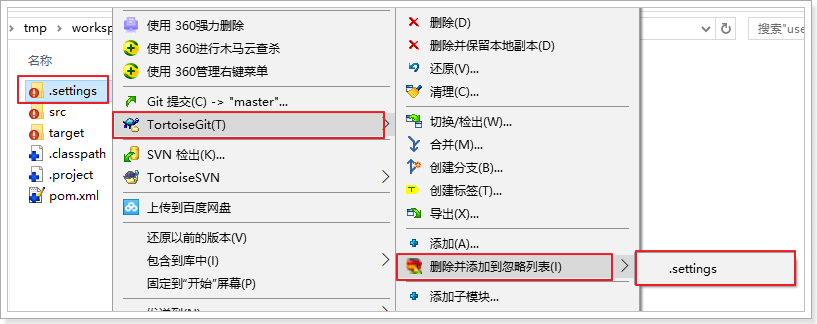 tmp
worksp
搜索"use
名称
.settings
src
target
.classpath
.project
pom.xml
使用 360强力删除
使用 360进行木马云查杀
使用 360管理右键菜单
Git 提交(C) -> "master"...
TortoiseGit(T)
SVN 检出(K)...
TortoiseSVN
上传到百度网盘
还原以前的版本(V)
包含到库中(I)
固定到"开始"屏幕(P)
删除(D)
删除并保留本地副本(D)
还原(V)...
清理(C)...
切换/检出(W)...
合并(M)...
创建分支(B)...
创建标签(T)...
导出(X)...
添加(A)...
删除并添加到忽略列表(I)
添加子模块...
.settings